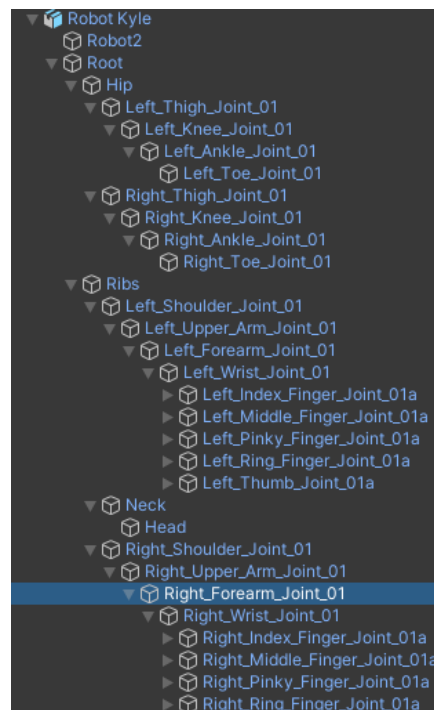 Robot Kyle
Robot2
Root
Hip
Left_Thigh_Joint_01
Left_Knee_Joint_01
Left_Ankle_Joint_01
Left_Toe_Joint_01
Right_Thigh_Joint_01
Right_Knee_Joint_01
Right_Ankle_Joint_01
Right_Toe_Joint_01
Ribs
Left_Shoulder_Joint_01
Left_Upper_Arm_Joint_01
Left_Forearm_Joint_01
Left_Wrist_Joint_01
Left_Index_Finger_Joint_01a
Left_Middle_Finger_Joint_01a
Left_Pinky_Finger_Joint_01a
Left_Ring_Finger_Joint_01a
Left_Thumb_Joint_01a
Neck
Head
Right_Shoulder_Joint_01
Right_Upper_Arm_Joint_01
Right_Forearm_Joint_01
Right_Wrist_Joint_01
Right_Index_Finger_Joint_01a
Right_Middle_Finger_Joint_01a
Right_Pinky_Finger_Joint_01a
Right_Ring_Finger_Joint_01a